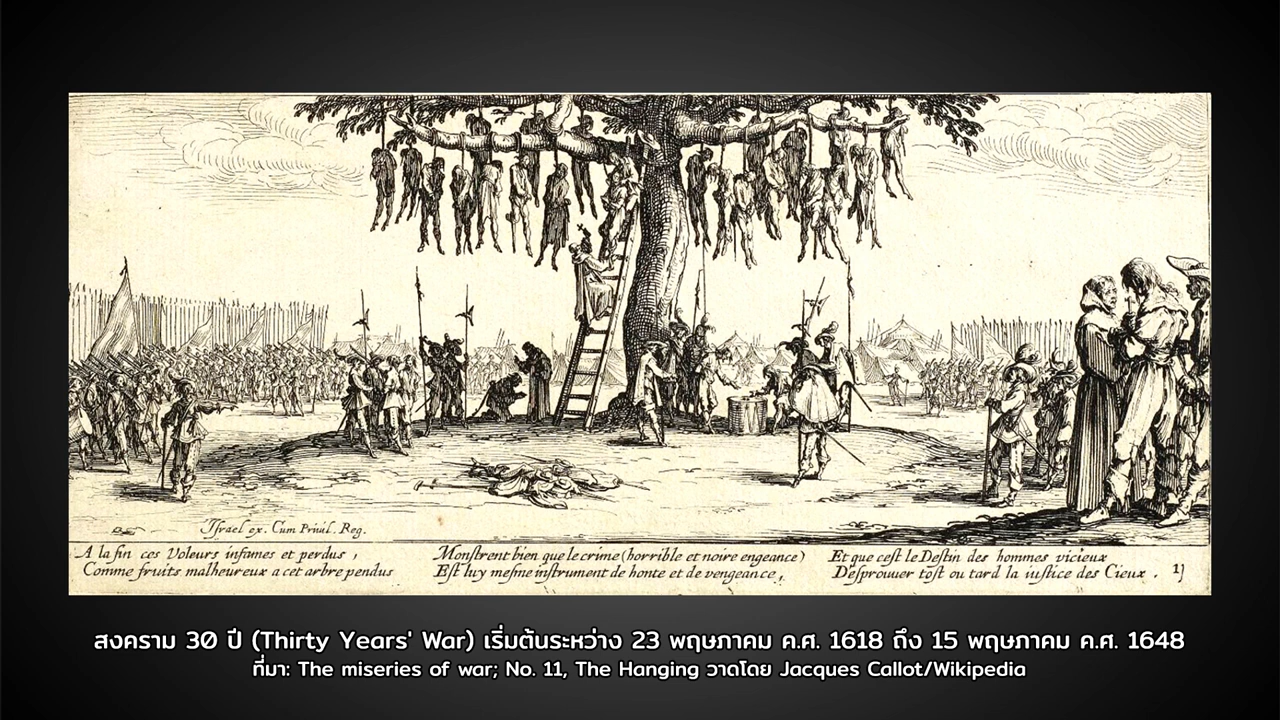 Israel ex. Cum Privil. Reg.
A la fin ces Voleurs infames et perdus ,
Comme fruits malheureux a cet arbre pendus
Monstrent bien que le crime (horrible et noire engeance)
Est luy mesme instrument de honte et de vengeance ,
Et que cest le Destin des hommes vicieux
Desprouver tost ou tard la iustice des Cieux . 11
สงคราม 30 ปี (Thirty Years' War) เริ่มต้นระหว่าง 23 พฤษภาคม ค.ศ. 1618 ถึง 15 พฤษภาคม ค.ศ. 1648
ที่มา: The miseries of war; No. 11, The Hanging วาดโดย Jacques Callot/Wikipedia